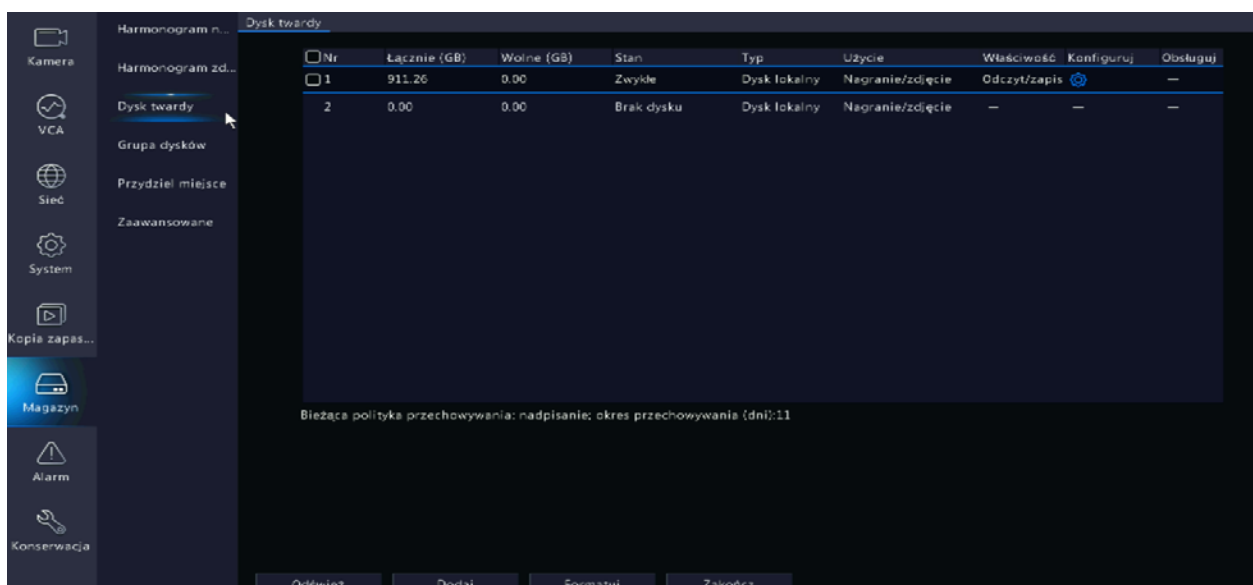 Kamera
VCA
Sieć
System
Kopia zapas...
Magazyn
Alarm
Konserwacja
Harmonogram n...
Harmonogram zd...
Dysk twardy
Grupa dysków
Przydziel miejsce
Zaawansowane
Dysk twardy
Nr Łącznie (GB) Wolne (GB) Stan Typ Użycie Właściwość Konfiguruj Obsługuj
1 911.26 0.00 Zwykłe Dysk lokalny Nagranie/zdjęcie Odczyt/zapis —
2 0.00 0.00 Brak dysku Dysk lokalny Nagranie/zdjęcie — — —
Bieżąca polityka przechowywania: nadpisanie; okres przechowywania (dni):11
Odśwież Dodaj Formatuj Zakończ